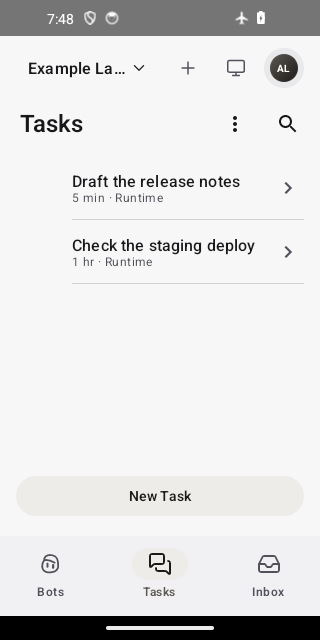 7:48
Example La…
AL
Tasks
Draft the release notes
5 min · Runtime
Check the staging deploy
1 hr · Runtime
New Task
Bots
Tasks
Inbox